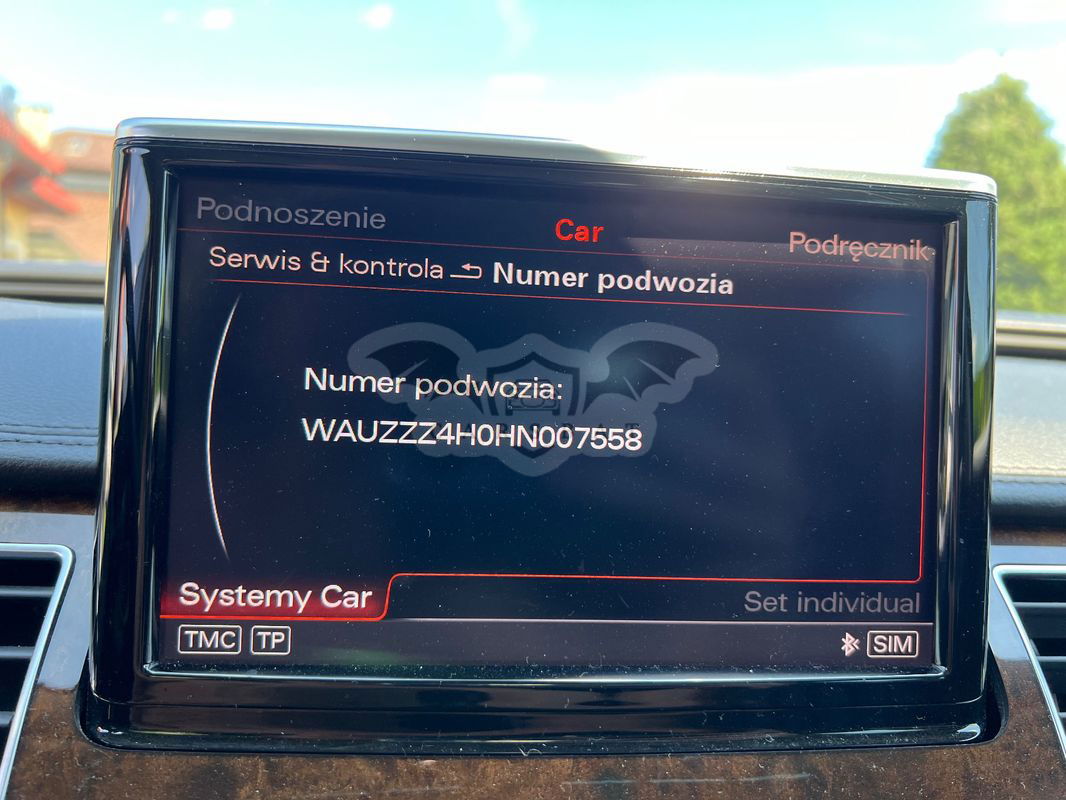 Podnoszenie
Car
Podręcznik
Serwis & kontrola Numer podwozia
Numer podwozia:
WAUZZZ4H0HN007558
Systemy Car
Set individual
TMC TP
SIM